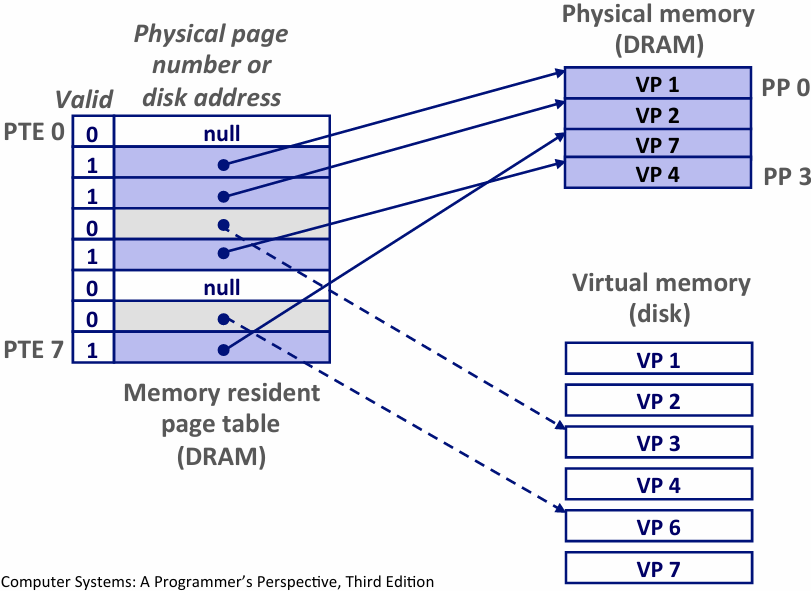 Physical page
number or
disk address
Valid
PTE 0
0
null
1
1
0
1
0
null
0
PTE 7
1
Memory resident
page table
(DRAM)
Physical memory
(DRAM)
VP 1
PP 0
VP 2
VP 7
VP 4
PP 3
Virtual memory
(disk)
VP 1
VP 2
VP 3
VP 4
VP 6
VP 7
Computer Systems: A Programmer’s Perspective, Third Edition